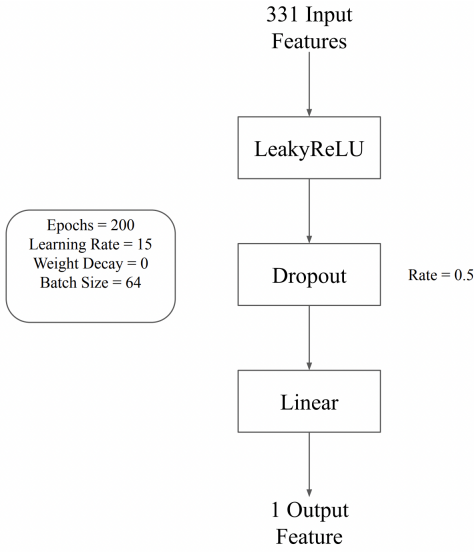 331 Input
Features
LeakyReLU
Epochs = 200
Learning Rate = 15
Weight Decay = 0
Batch Size = 64
Dropout
Rate = 0.5
Linear
1 Output
Feature